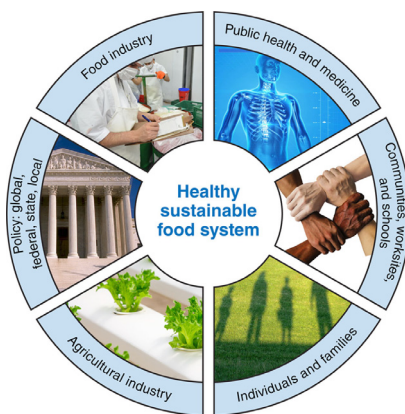 Food industry
Public health and medicine
Communities, worksites,
and schools
Individuals and families
Agricultural industry
Policy: global,
federal, state, local
Healthy
sustainable
food system